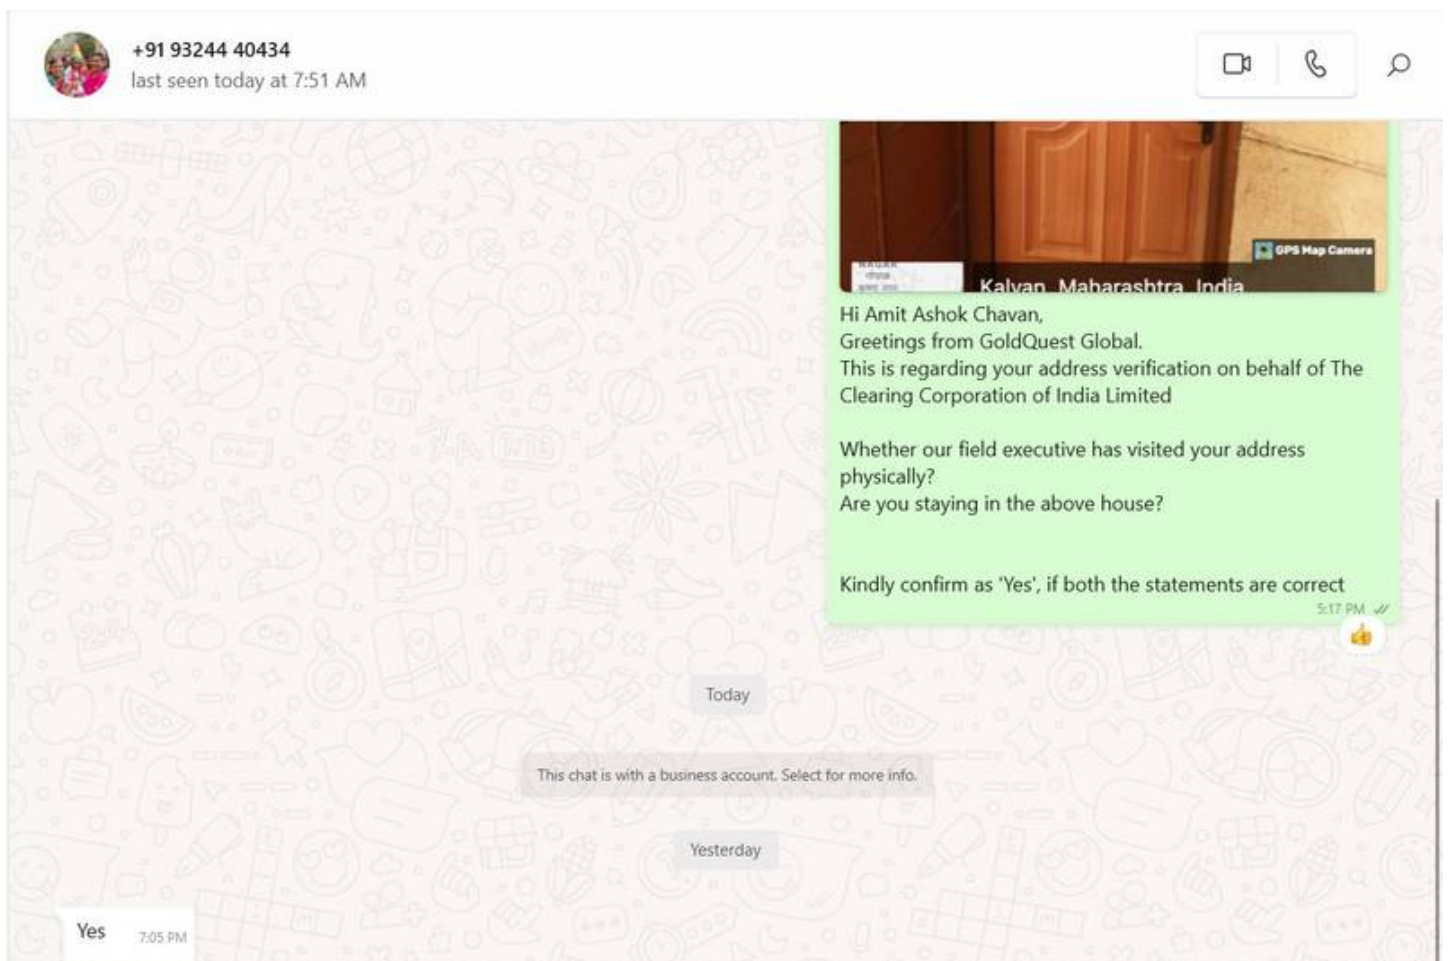 +91 93244 40434
last seen today at 7:51 AM
GPS Map Camera
Kalyan, Maharashtra, India
Hi Amit Ashok Chavan,
Greetings from GoldQuest Global.
This is regarding your address verification on behalf of The
Clearing Corporation of India Limited
Whether our field executive has visited your address
physically?
Are you staying in the above house?
Kindly confirm as 'Yes', if both the statements are correct
5:17 PM
Today
This chat is with a business account. Select for more info.
Yesterday
Yes 7:05 PM